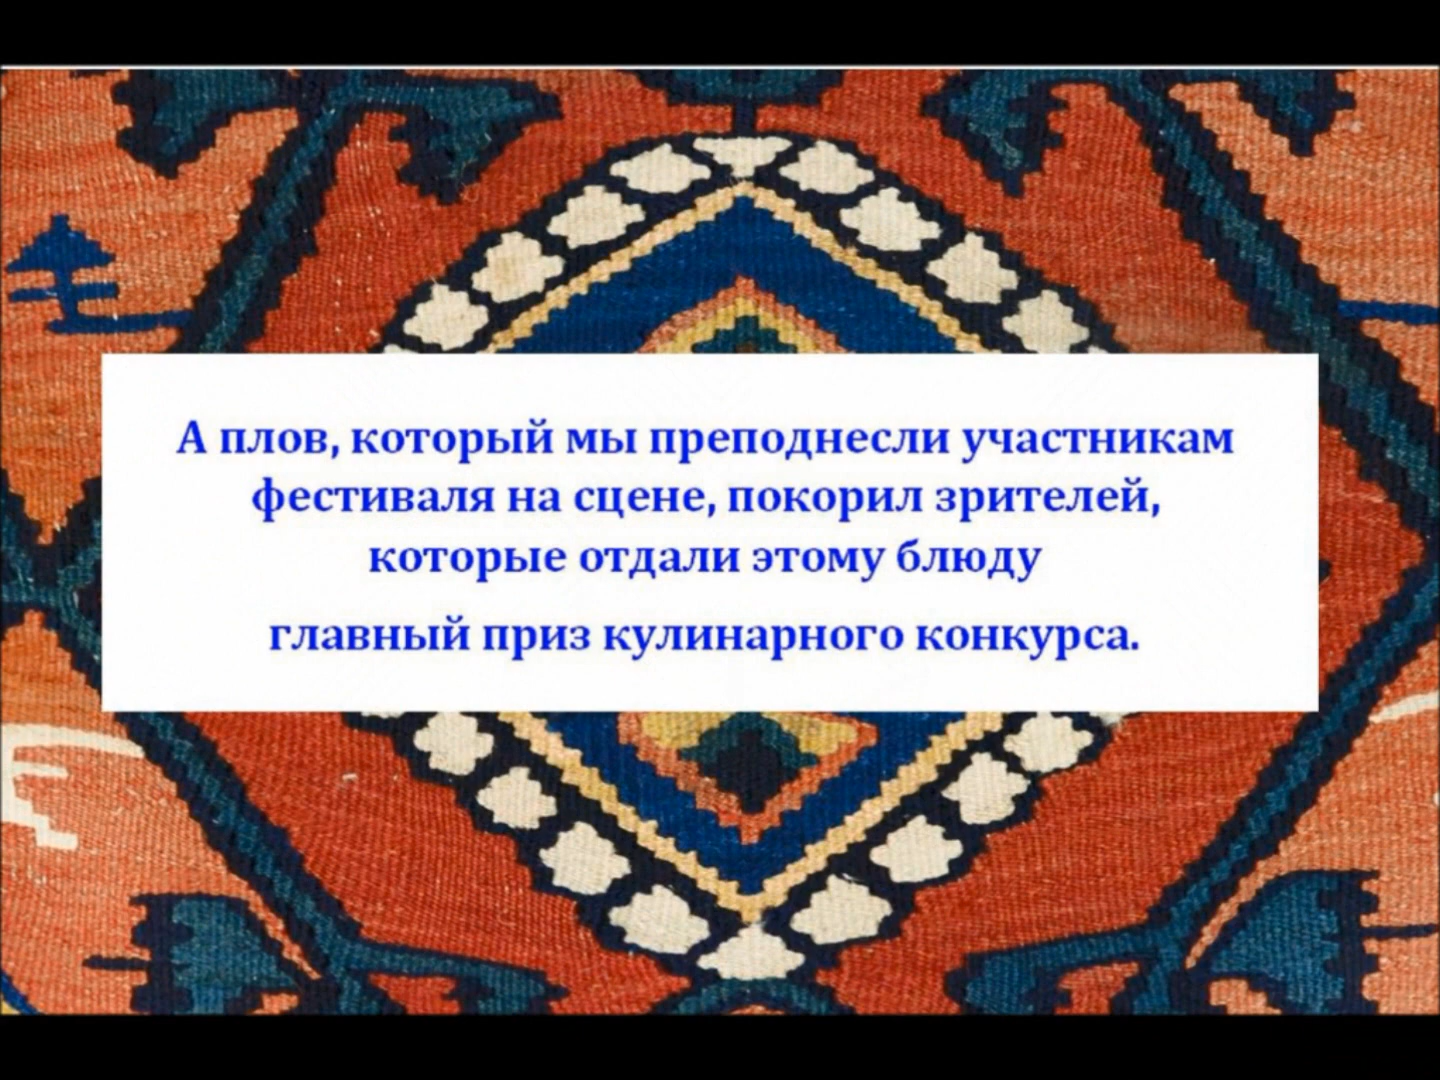 А плов, который мы преподнесли участникам
фестиваля на сцене, покорил зрителей,
которые отдали этому блюду
главный приз кулинарного конкурса.